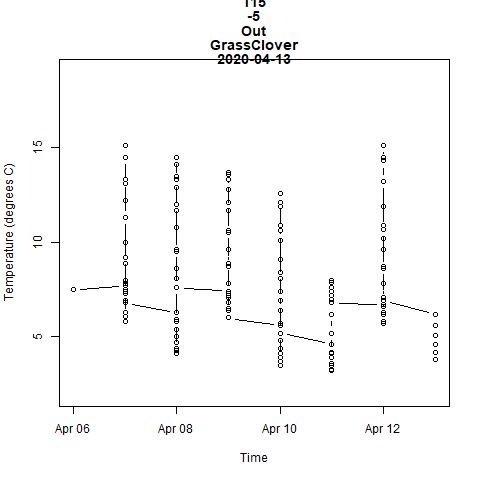 T15
-5
Out
GrassClover
2020-04-13
Temperature (degrees C)
15
10
5
Apr 06
Apr 08
Apr 10
Apr 12
Time